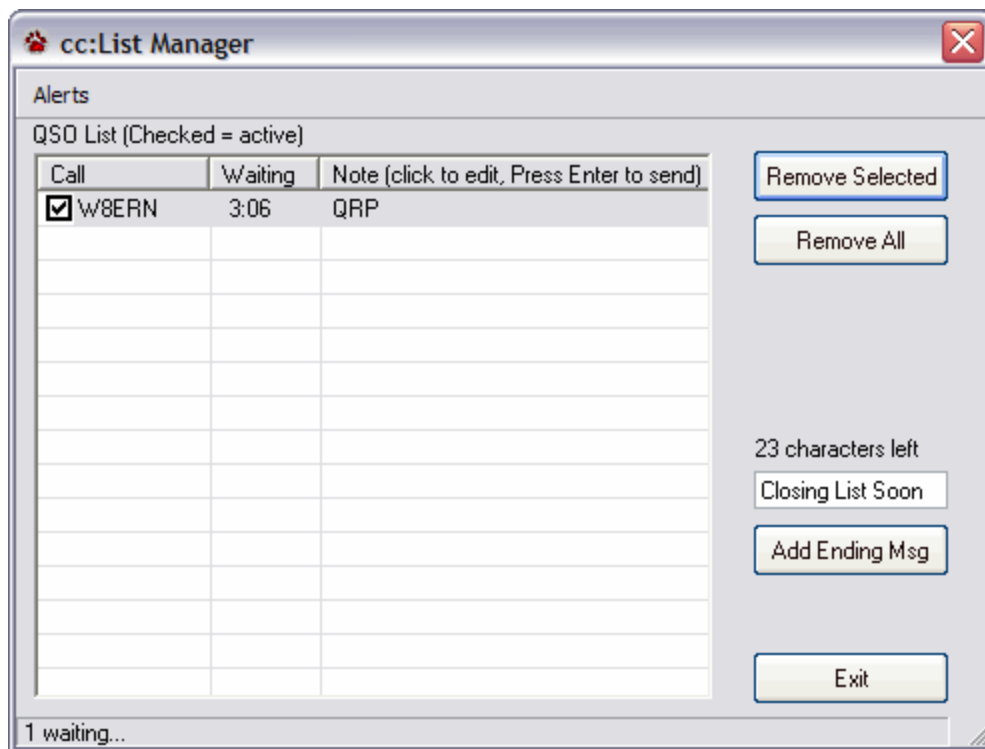 cc:List Manager
Alerts
QSO List (Checked = active)
Call Waiting Note (click to edit, Press Enter to send)
W8ERN 3:06 QRP
Remove Selected
Remove All
23 characters left
Closing List Soon
Add Ending Msg
Exit
1 waiting...